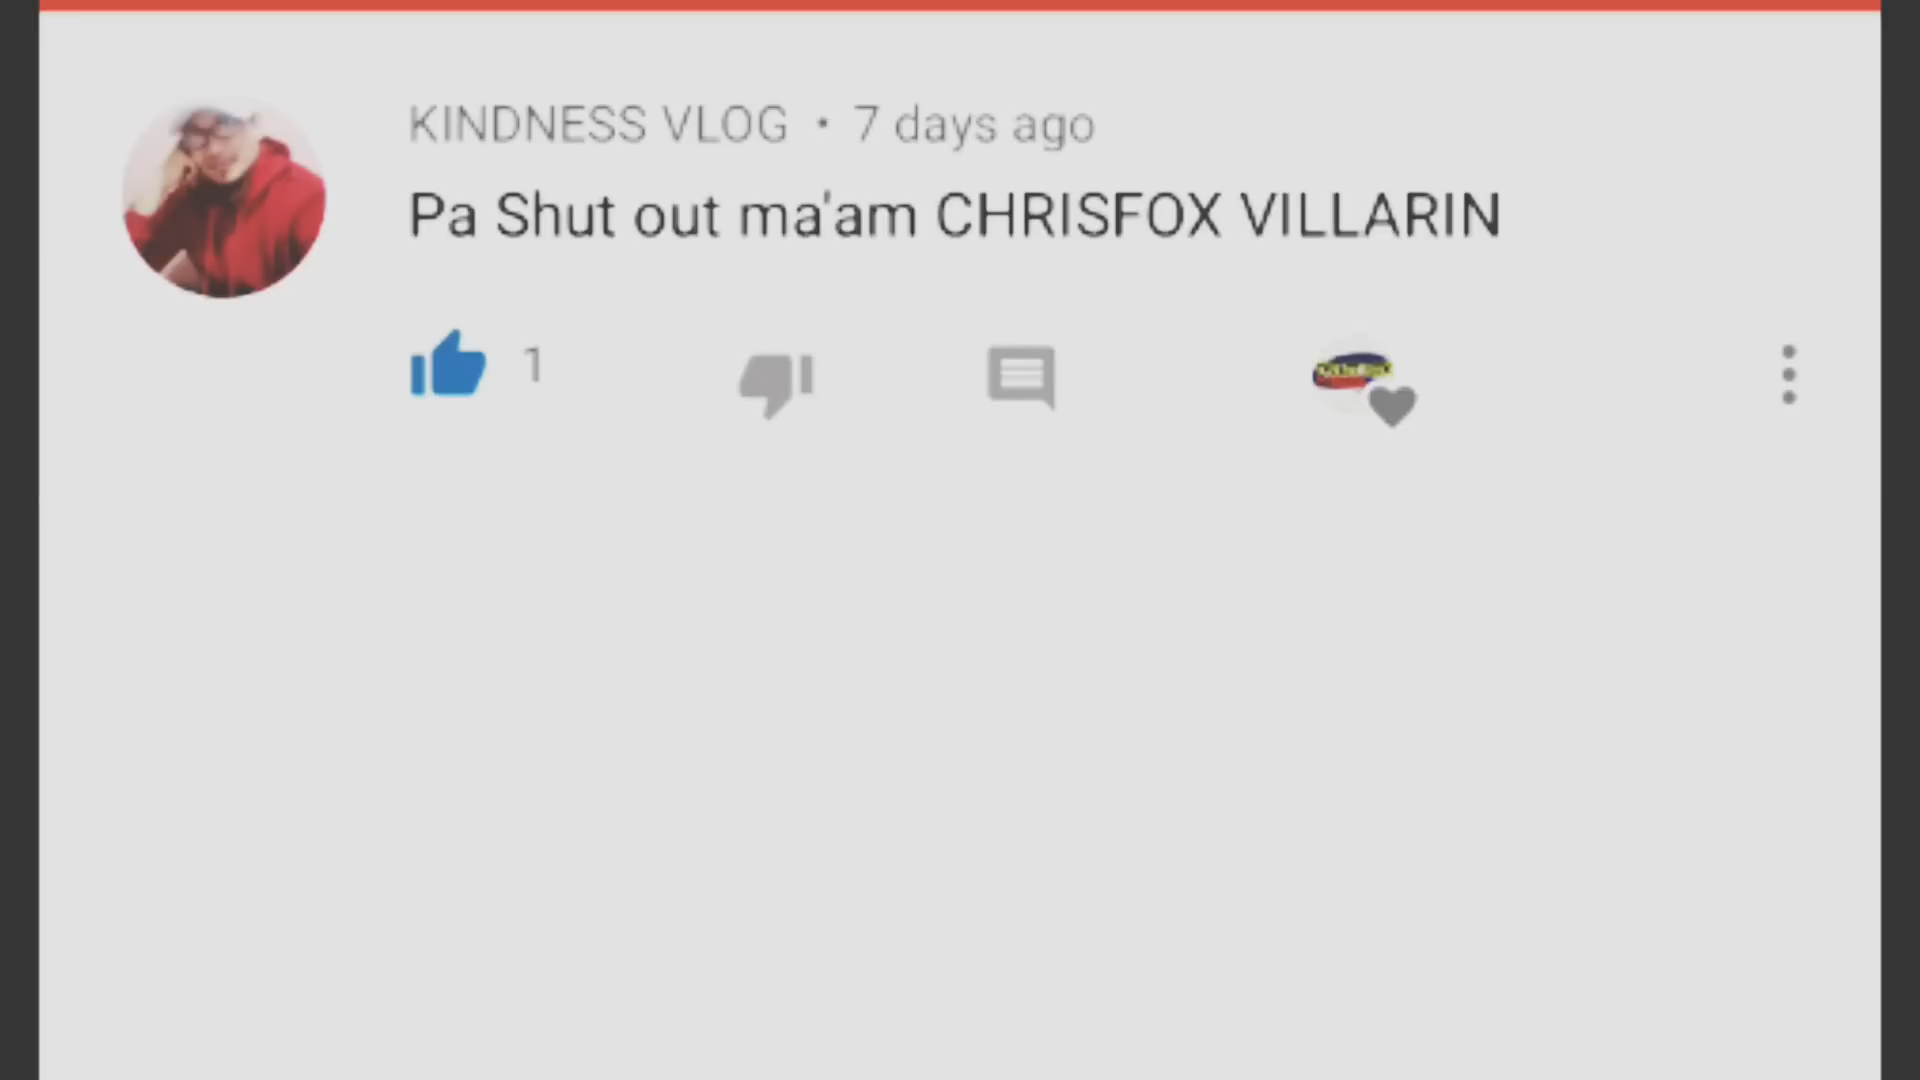 KINDNESS VLOG • 7 days ago
Pa Shut out ma'am CHRISFOX VILLARIN
1